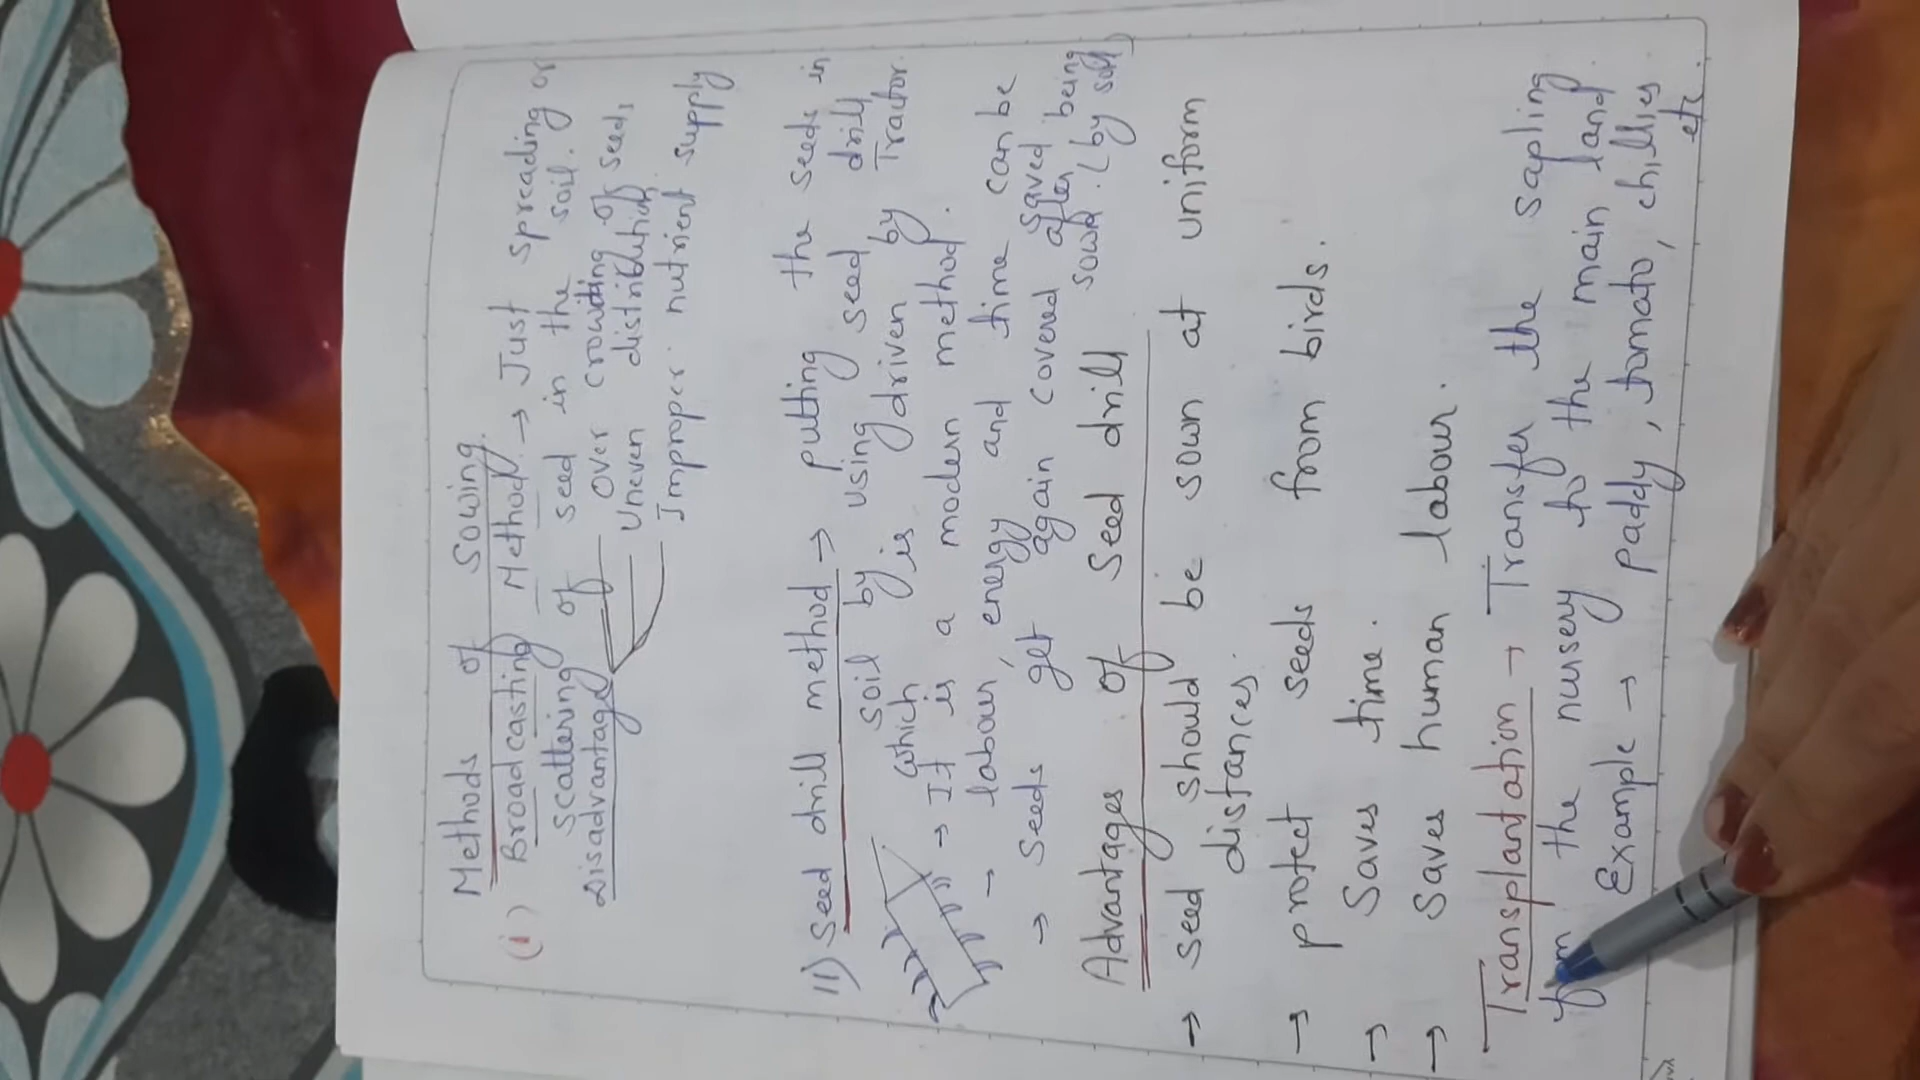 Methods of Sowing.
(i) Broadcasting Method. → Just spreading or
scattering of seed in the soil.
Disadvantage
over crowding of seeds
Uneven distribution
Improper nutrient supply
ii) Seed drill method → putting the seeds in
soil by using seed drill
which is driven by Tractor.
→ It is a modern method.
→ labour, energy and time can be
saved
→ Seeds get again covered after being
sown. (by soil)
Advantages of Seed drill
→ seed should be sown at uniform
distances.
→ protect seeds from birds.
→ Saves time.
→ Saves human labour.
Transplantation → Transfer the sapling
the nursery to the main land.
Example → paddy, tomato, chillies
etc